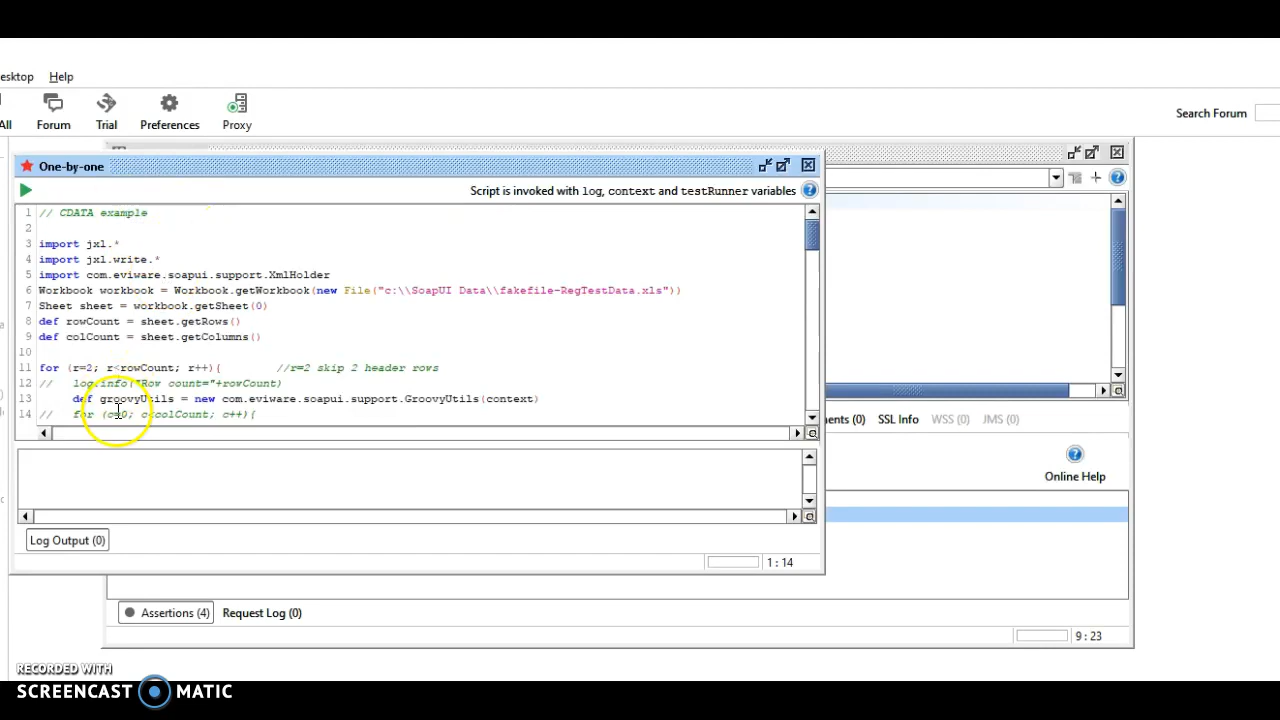 esktop Help
All Forum Trial Preferences Proxy
Search Forum
One-by-one
Script is invoked with log, context and testRunner variables
1 // CDATA example
2
3 import jxl.*
4 import jxl.write.*
5 import com.eviware.soapui.support.XmlHolder
6 Workbook workbook = Workbook.getWorkbook(new File("c:\\SoapUI Data\\fakefile-RegTestData.xls"))
7 Sheet sheet = workbook.getSheet(0)
8 def rowCount = sheet.getRows()
9 def colCount = sheet.getColumns()
10
11 for (r=2; r<rowCount; r++){ //r=2 skip 2 header rows
12 // log.info("Row count="+rowCount)
13 def groovyUtils = new com.eviware.soapui.support.GroovyUtils(context)
14 // for (c=0; c<colCount; c++){
ents (0) SSL Info WSS (0) JMS (0)
Online Help
Log Output (0)
1 : 14
Assertions (4) Request Log (0)
9 : 23
RECORDED WITH
SCREENCAST MATIC